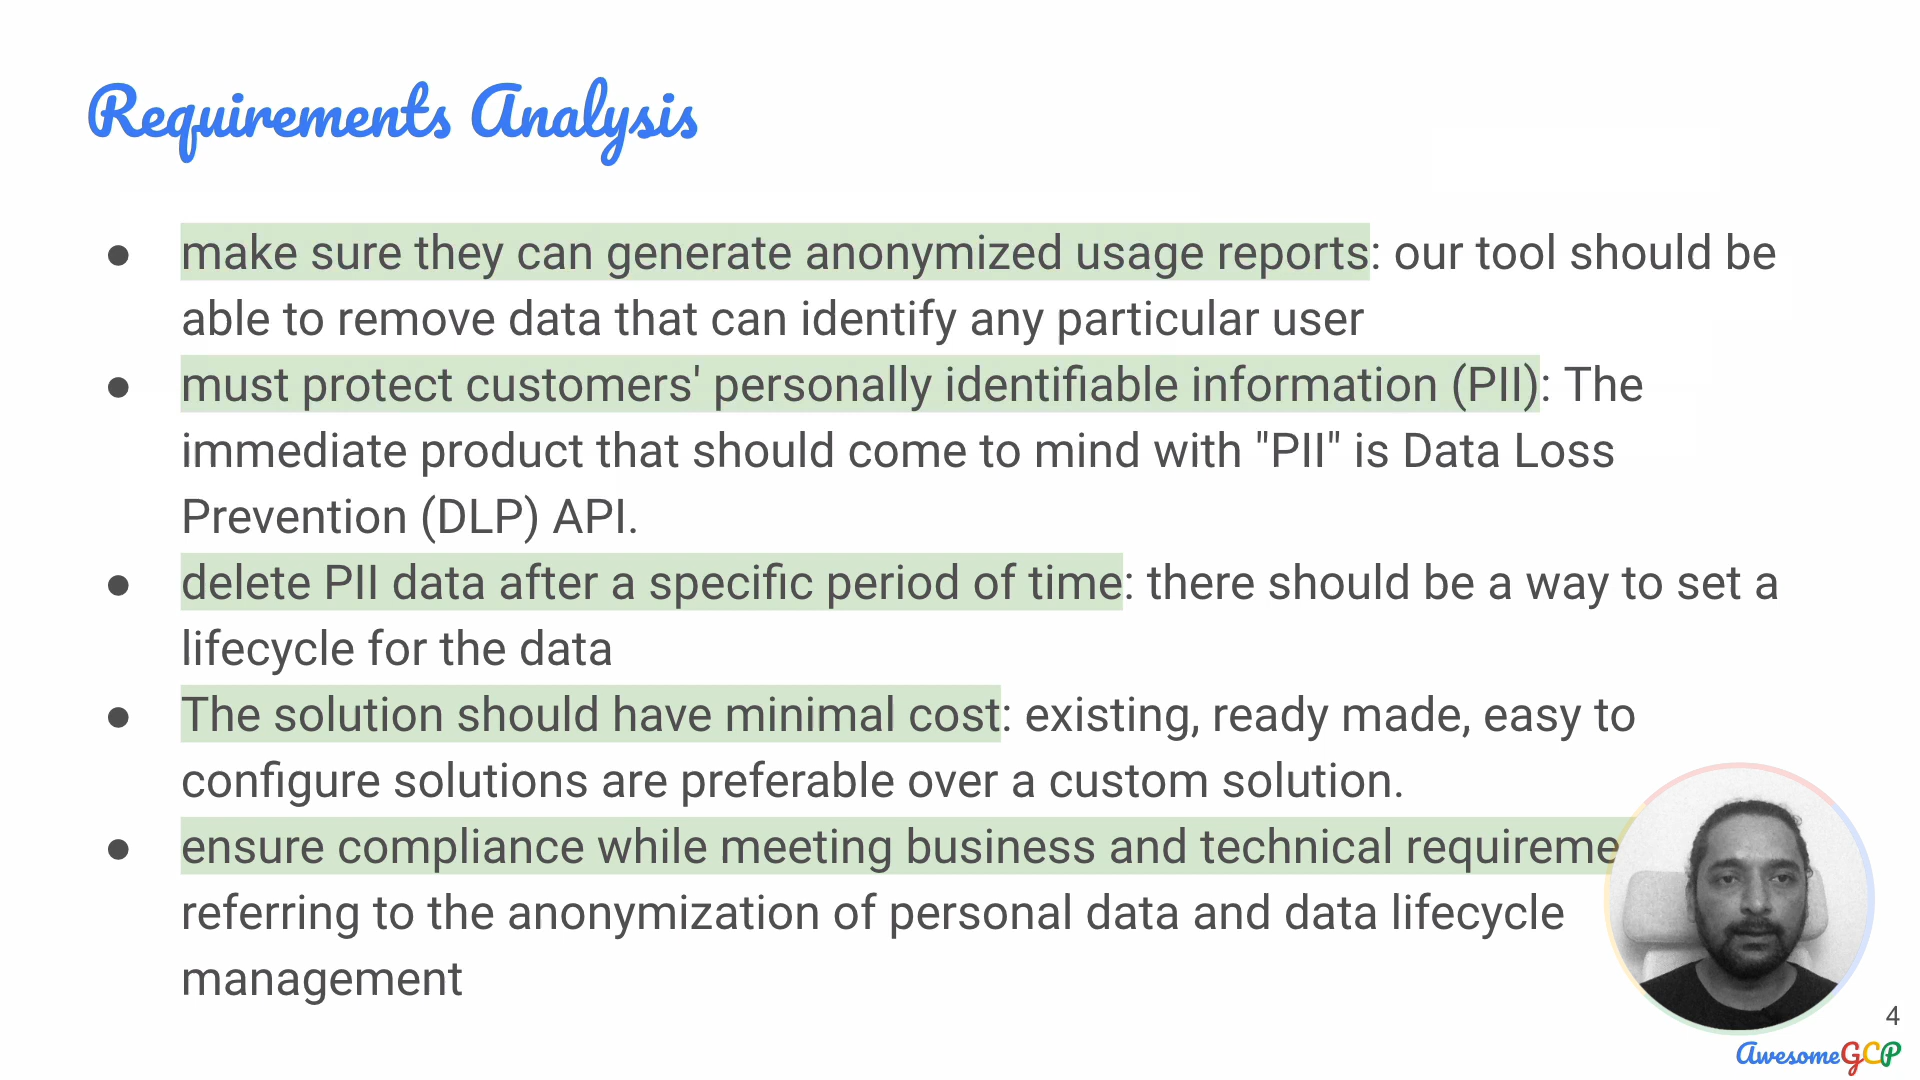 Requirements Analysis
● make sure they can generate anonymized usage reports: our tool should be
able to remove data that can identify any particular user
● must protect customers' personally identifiable information (PII): The
immediate product that should come to mind with "PII" is Data Loss
Prevention (DLP) API.
● delete PII data after a specific period of time: there should be a way to set a
lifecycle for the data
● The solution should have minimal cost: existing, ready made, easy to
configure solutions are preferable over a custom solution.
● ensure compliance while meeting business and technical
referring to the anonymization of personal data and data lifecycle
management
4
AwesomeGCP